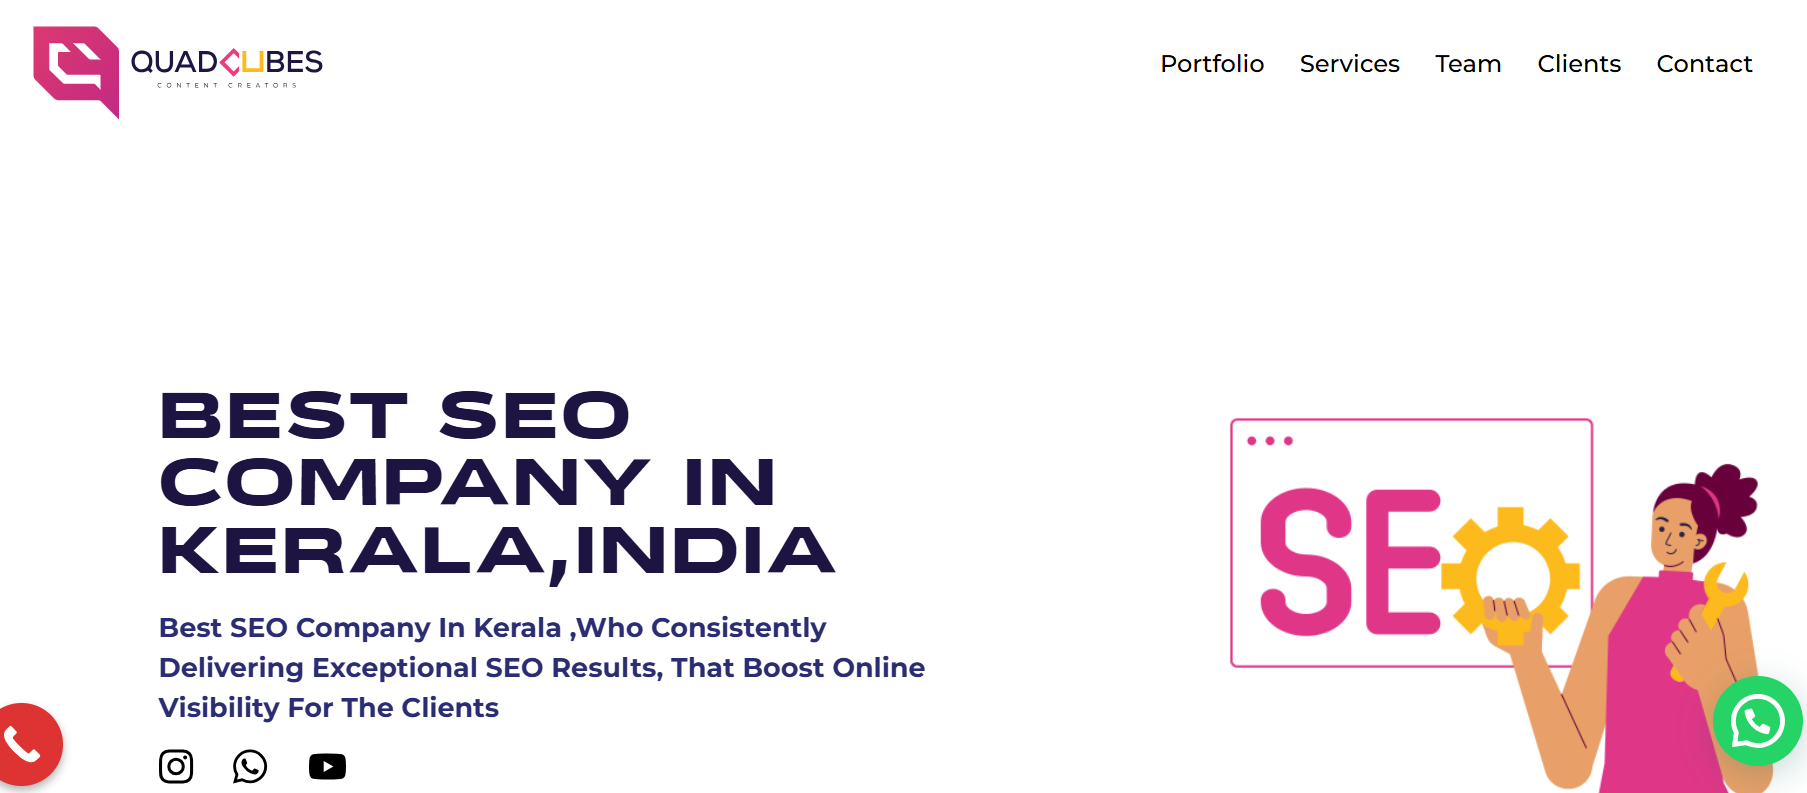 QUADCUBES
CONTENT CREATORS
Portfolio Services Team Clients Contact
BEST SEO
COMPANY IN
KERALA,INDIA
Best SEO Company In Kerala ,Who Consistently
Delivering Exceptional SEO Results, That Boost Online
Visibility For The Clients
SEO